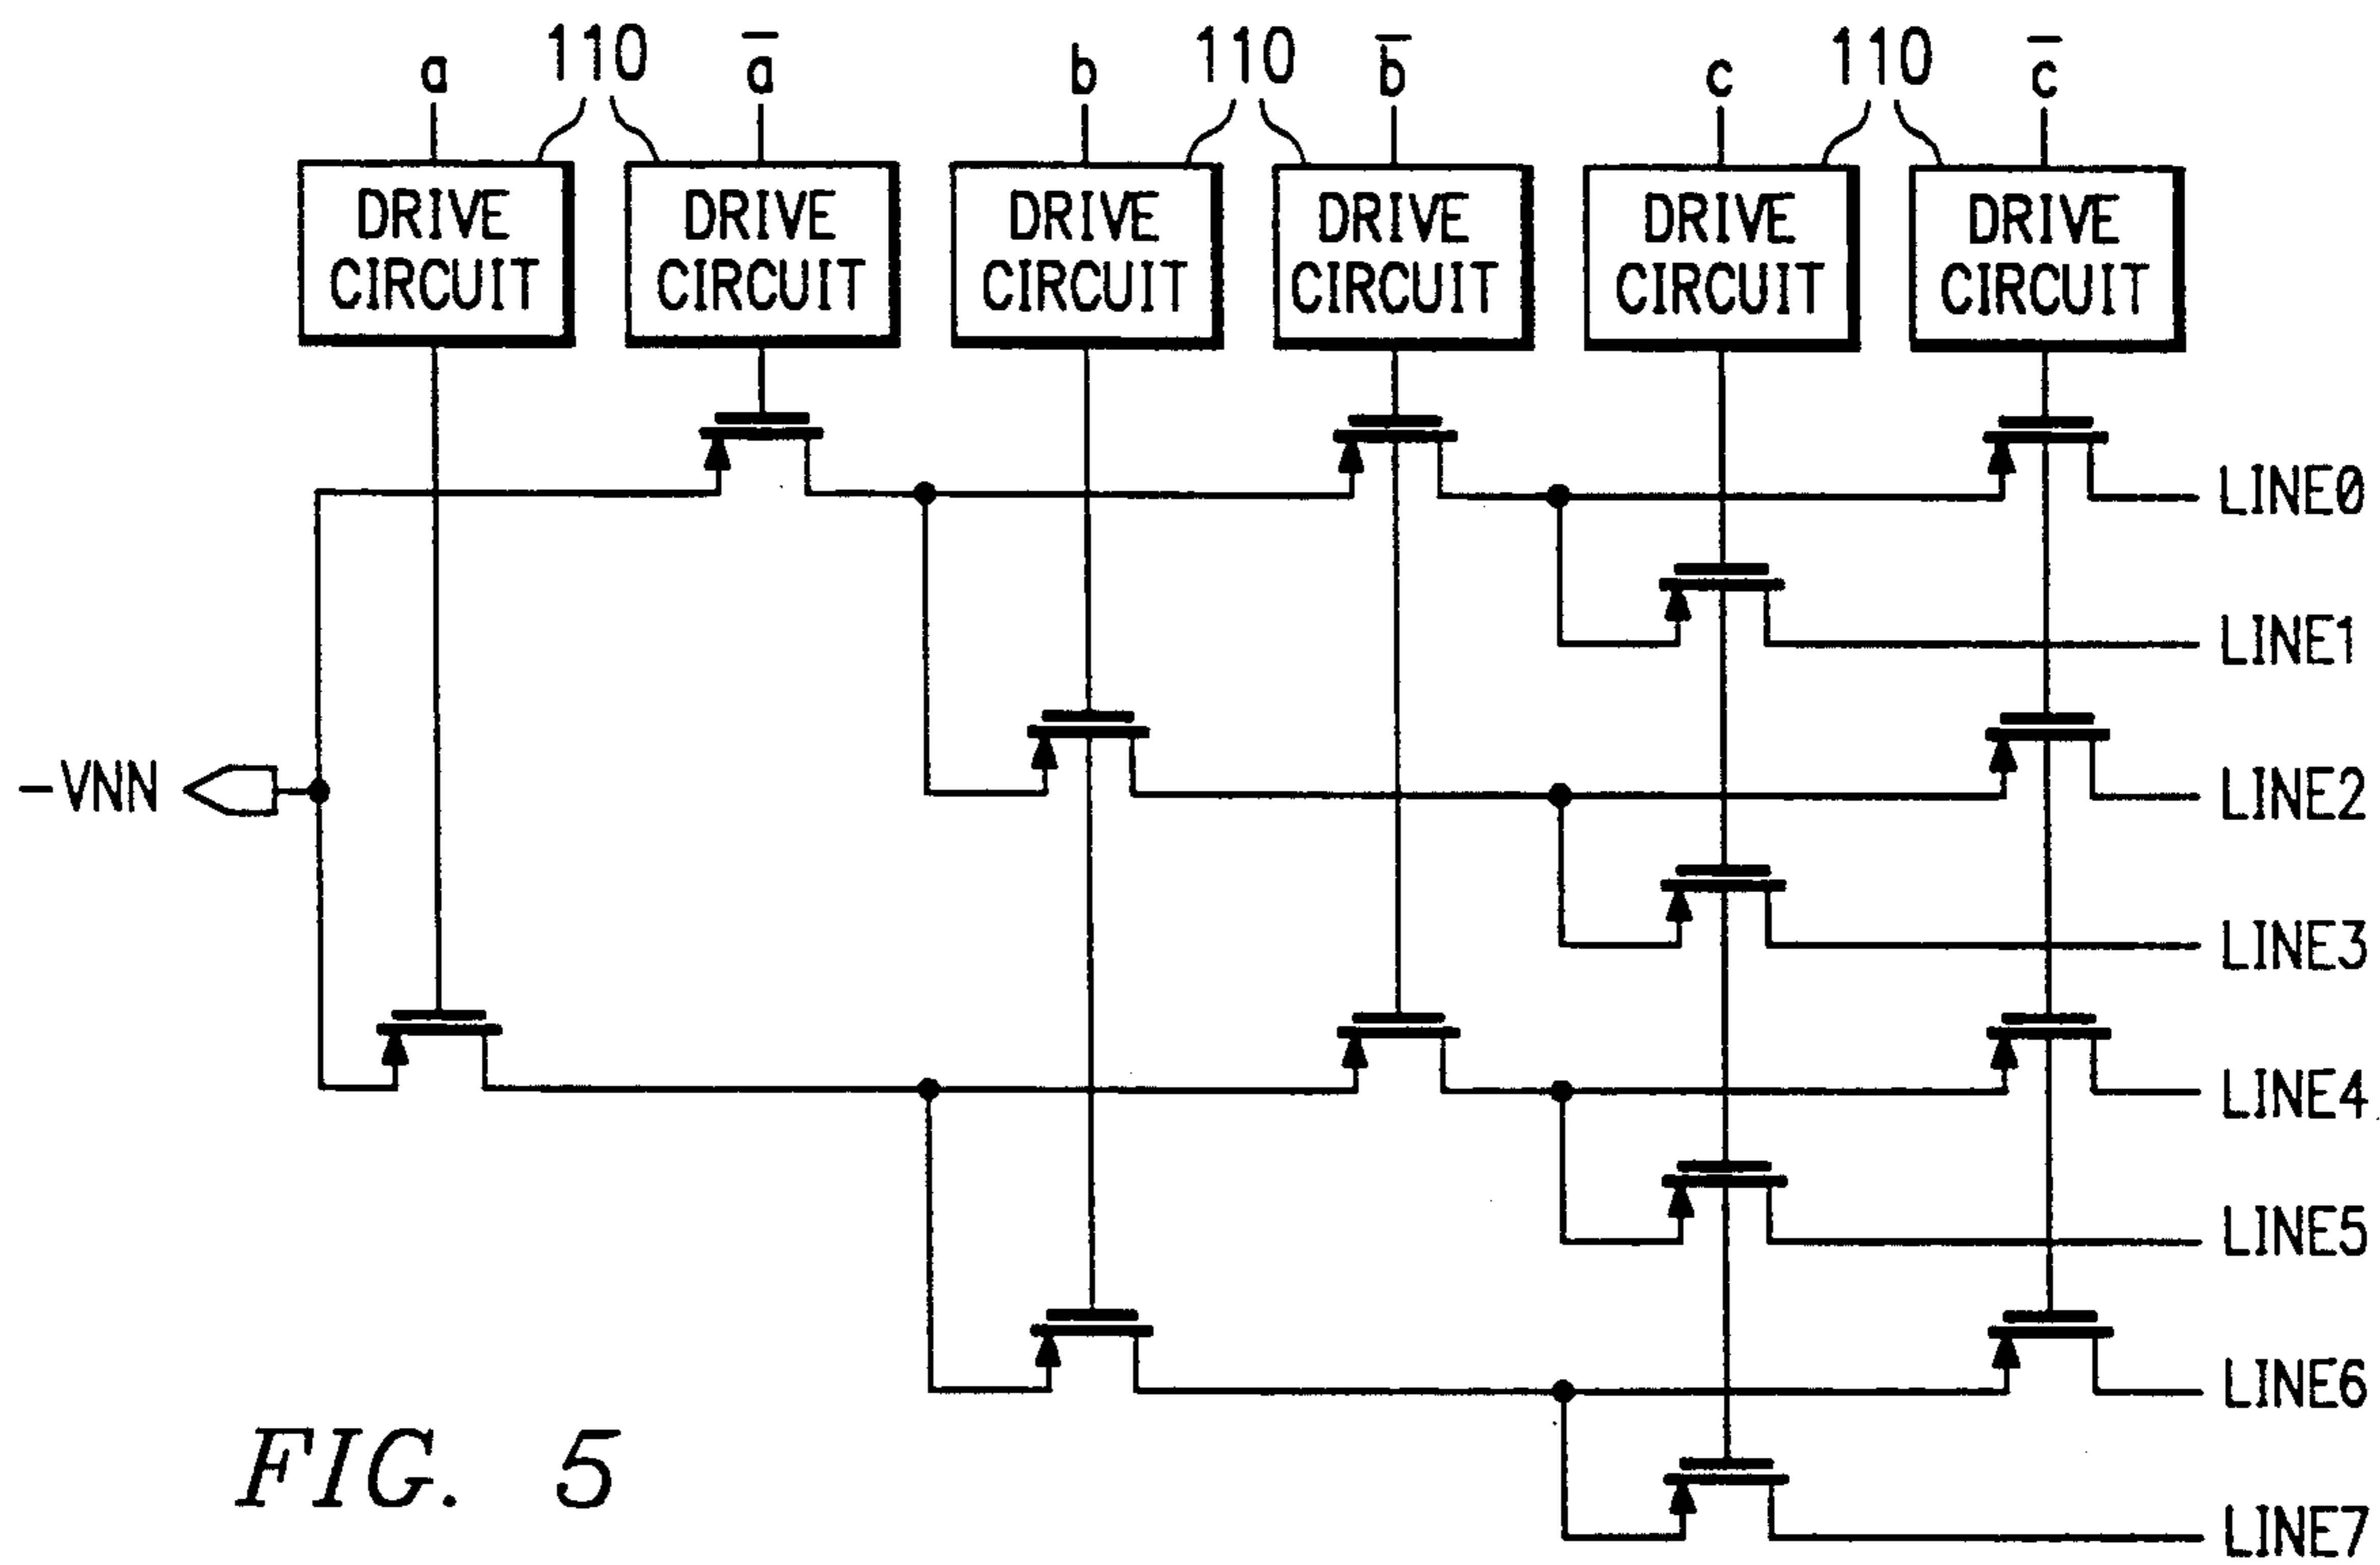 a 110 a̅ b 110 b̅ c 110 c̅
DRIVE CIRCUIT
DRIVE CIRCUIT
DRIVE CIRCUIT
DRIVE CIRCUIT
DRIVE CIRCUIT
DRIVE CIRCUIT
LINE0
LINE1
-VNN
LINE2
LINE3
LINE4
LINE5
LINE6
FIG. 5
LINE7